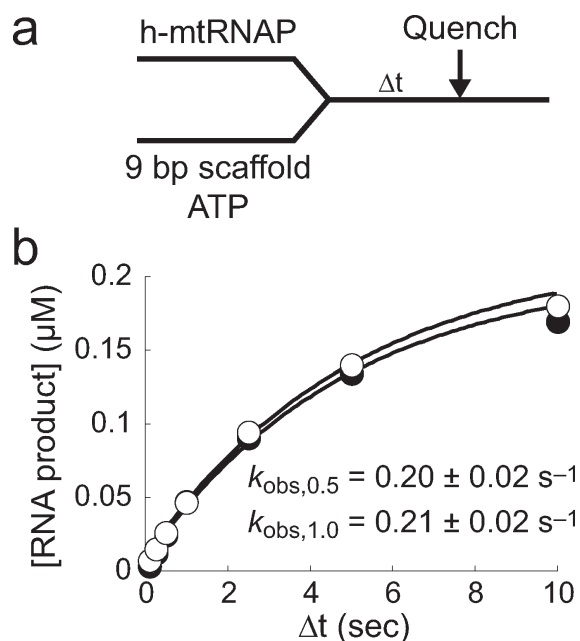 a
h-mtRNAP
Quench
Δt
9 bp scaffold
ATP
b
[RNA product] (µM)
0.2
0.15
0.1
0.05
0
k_obs,0.5 = 0.20 ± 0.02 s⁻¹
k_obs,1.0 = 0.21 ± 0.02 s⁻¹
0 2 4 6 8 10
Δt (sec)